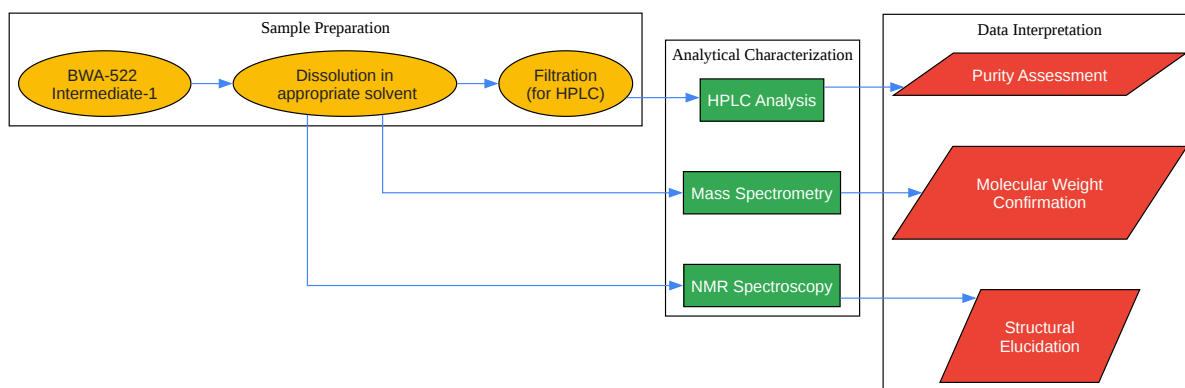 Sample Preparation
BWA-522
Intermediate-1
Dissolution in
appropriate solvent
Filtration
(for HPLC)
Analytical Characterization
HPLC Analysis
Mass Spectrometry
NMR Spectroscopy
Data Interpretation
Purity Assessment
Molecular Weight
Confirmation
Structural
Elucidation